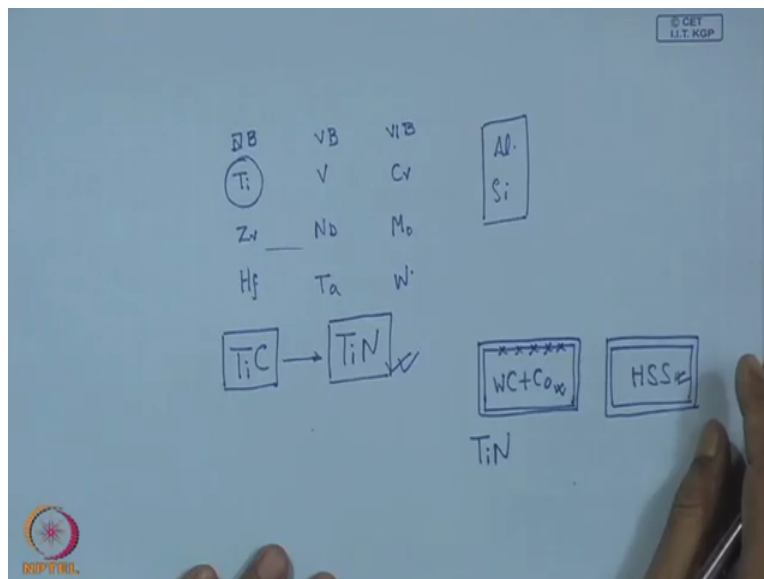 © CET
I.I.T. KGP
IVB VB VIB
Ti V Cr
Zr Nb Mo
Hf Ta W
Al
Si
TiC → TiN
WC+Co
HSS
TiN
NPTEL